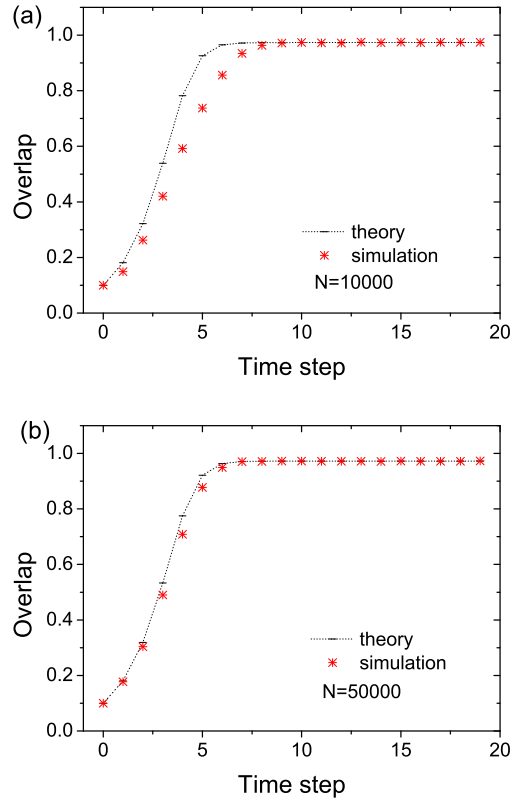 (a)
1.0
0.8
0.6
0.4
0.2
0.0
Overlap
theory
simulation
N=10000
0 5 10 15 20
Time step
(b)
1.0
0.8
0.6
0.4
0.2
0.0
Overlap
theory
simulation
N=50000
0 5 10 15 20
Time step